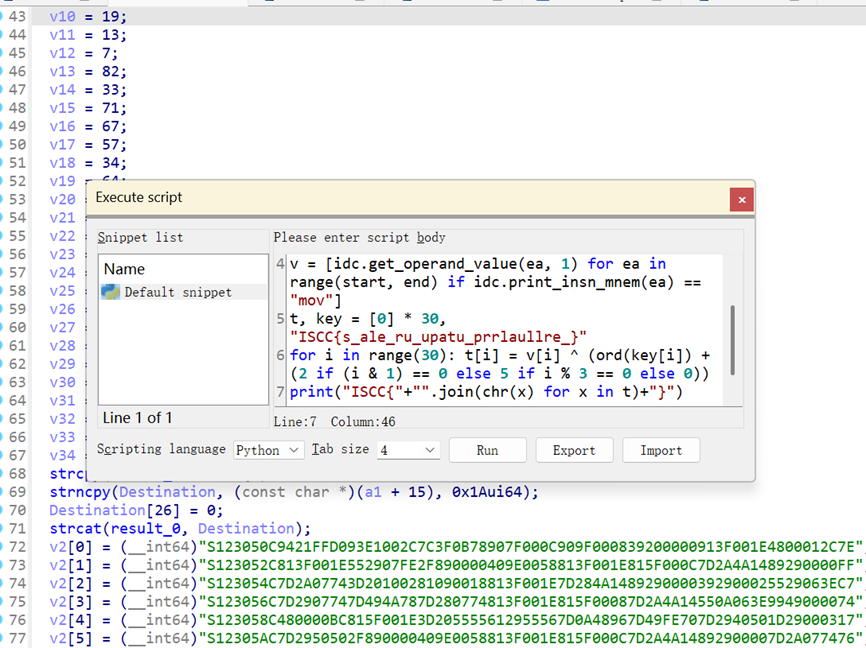 43 v10 = 19;
44 v11 = 13;
45 v12 = 7;
46 v13 = 82;
47 v14 = 33;
48 v15 = 71;
49 v16 = 67;
50 v17 = 57;
51 v18 = 34;
52 v19
53 v20
54 v21
55 v22
56 v23
57 v24
58 v25
59 v26
60 v27
61 v28
62 v29
63 v30
64 v31
65 v32
66 v33
67 v34
Execute script
×
Snippet list
Please enter script body
Name
Default snippet
4 v = [idc.get_operand_value(ea, 1) for ea in
range(start, end) if idc.print_insn_mnem(ea) ==
"mov"]
5 t, key = [0] * 30,
"ISCC{s_ale_ru_upatu_prrlaullre_}"
6 for i in range(30): t[i] = v[i] ^ (ord(key[i]) +
(2 if (i & 1) == 0 else 5 if i % 3 == 0 else 0))
7 print("ISCC{"+"".join(chr(x) for x in t)+"}")
Line 1 of 1
Line:7 Column:46
Scripting language Python Tab size 4 Run Export Import
68
69 strncpy(Destination, (const char *)(a1 + 15), 0x1Aui64);
70 Destination[26] = 0;
71 strcat(result_0, Destination);
72 v2[0] = (__int64)"S123050C9421FFD093E1002C7C3F0B78907F000C909F000839200000913F001E4800012C7E"
73 v2[1] = (__int64)"S123052C813F001E552907FE2F890000409E0058813F001E815F000C7D2A4A1489290000FF"
74 v2[2] = (__int64)"S123054C7D2A07743D20100281090018813F001E7D284A1489290000392000025529063EC7"
75 v2[3] = (__int64)"S123056C7D2907747D494A787D280774813F001E815F00087D2A4A14550A063E9949000074"
76 v2[4] = (__int64)"S123058C480000BC815F001E3D205555612955567D0A48967D49FE707D2940501D29000317"
77 v2[5] = (__int64)"S12305AC7D2950502F890000409E0058813F001E815F000C7D2A4A14892900007D2A077476"